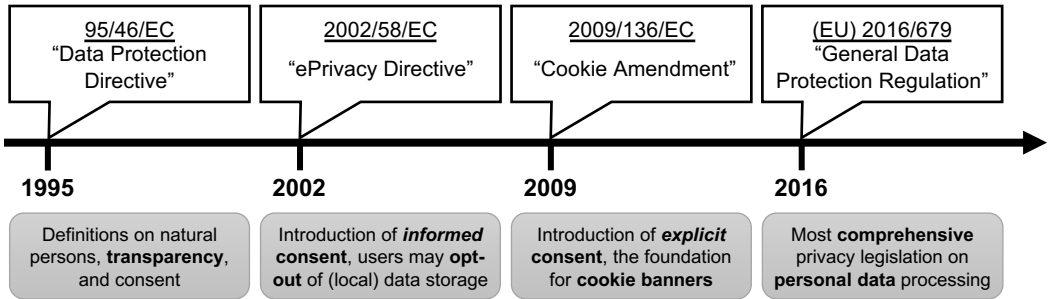 95/46/EC
“Data Protection
Directive”
2002/58/EC
“ePrivacy Directive”
2009/136/EC
“Cookie Amendment”
(EU) 2016/679
“General Data
Protection Regulation”
1995
2002
2009
2016
Definitions on natural
persons, transparency,
and consent
Introduction of informed
consent, users may opt-
out of (local) data storage
Introduction of explicit
consent, the foundation
for cookie banners
Most comprehensive
privacy legislation on
personal data processing